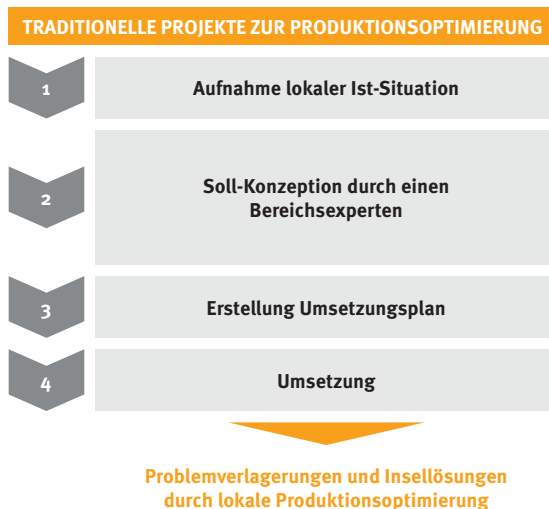 TRADITIONELLE PROJEKTE ZUR PRODUKTIONSOPTIMIERUNG
1
Aufnahme lokaler Ist-Situation
2
Soll-Konzeption durch einen
Bereichsexperten
3
Erstellung Umsetzungsplan
4
Umsetzung
Problemverlagerungen und Insellösungen
durch lokale Produktionsoptimierung